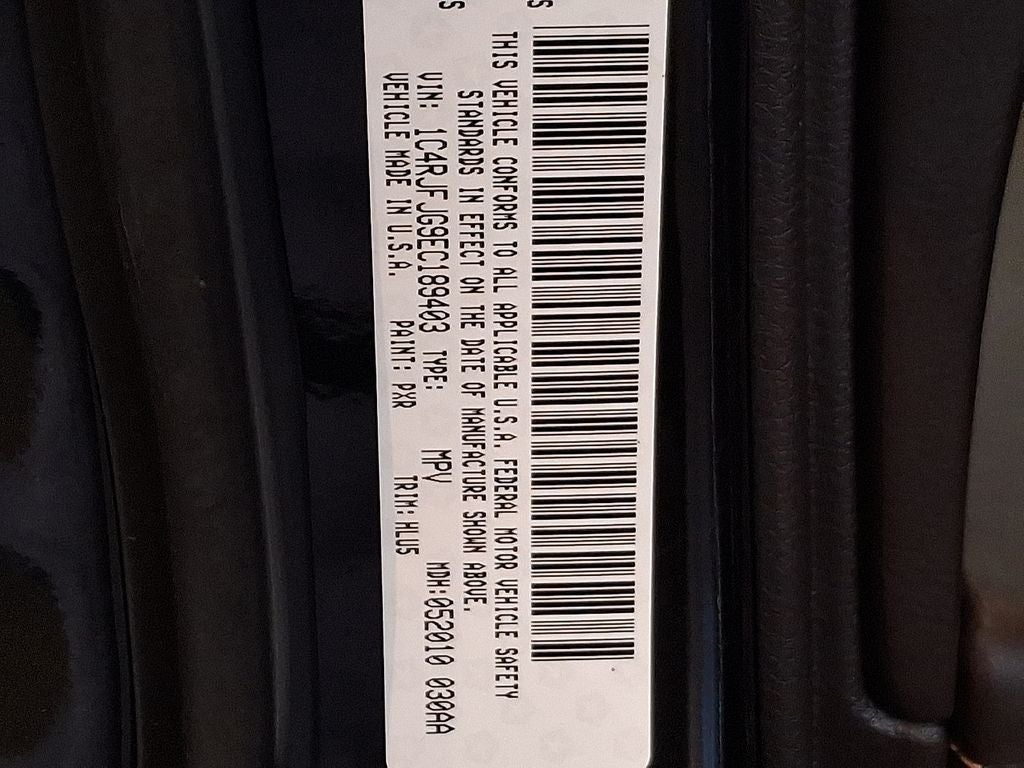 THIS VEHICLE CONFORMS TO ALL APPLICABLE U.S.A. FEDERAL MOTOR VEHICLE SAFETY
STANDARDS IN EFFECT ON THE DATE OF MANUFACTURE SHOWN ABOVE.
VIN: 1C4RJFJG9EC189403 TYPE: MPV MDH:052010 030AA
VEHICLE MADE IN U.S.A. PAINT: PXR TRIM: HLU5